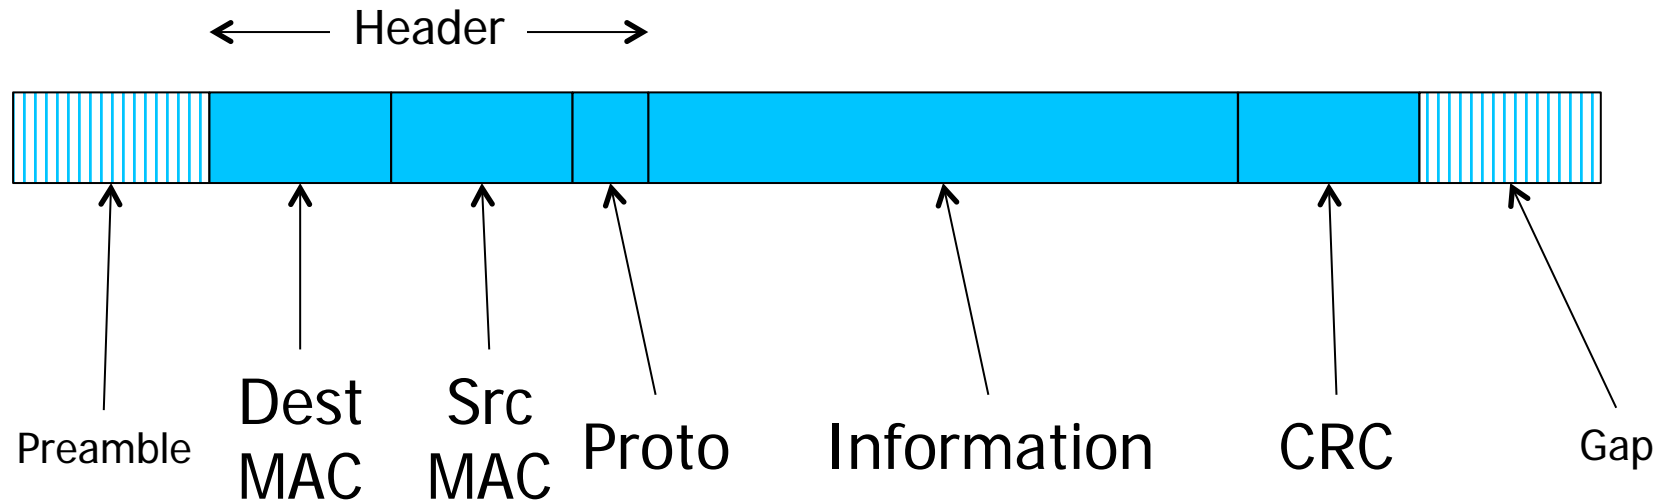 Header
Preamble
Dest
MAC
Src
MAC
Proto
Information
CRC
Gap